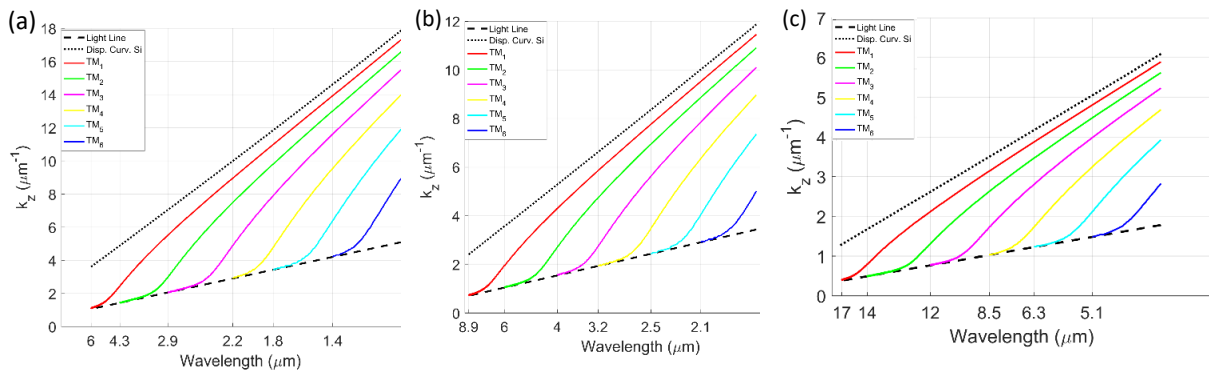 (a)
18
16
14
12
10
8
6
4
2
0
k_z (μm⁻¹)
Light Line
Disp. Curv. Si
TM₁
TM₂
TM₃
TM₄
TM₅
TM₆
6 4.3 2.9 2.2 1.8 1.4
Wavelength (μm)
(b)
12
10
8
6
4
2
0
k_z (μm⁻¹)
Light Line
Disp. Curv. Si
TM₁
TM₂
TM₃
TM₄
TM₅
TM₆
8.9 6 4 3.2 2.5 2.1
Wavelength (μm)
(c)
7
6
5
4
3
2
1
0
k_z (μm⁻¹)
Light Line
Disp. Curv. Si
TM₁
TM₂
TM₃
TM₄
TM₅
TM₆
17 14 12 8.5 6.3 5.1
Wavelength (μm)